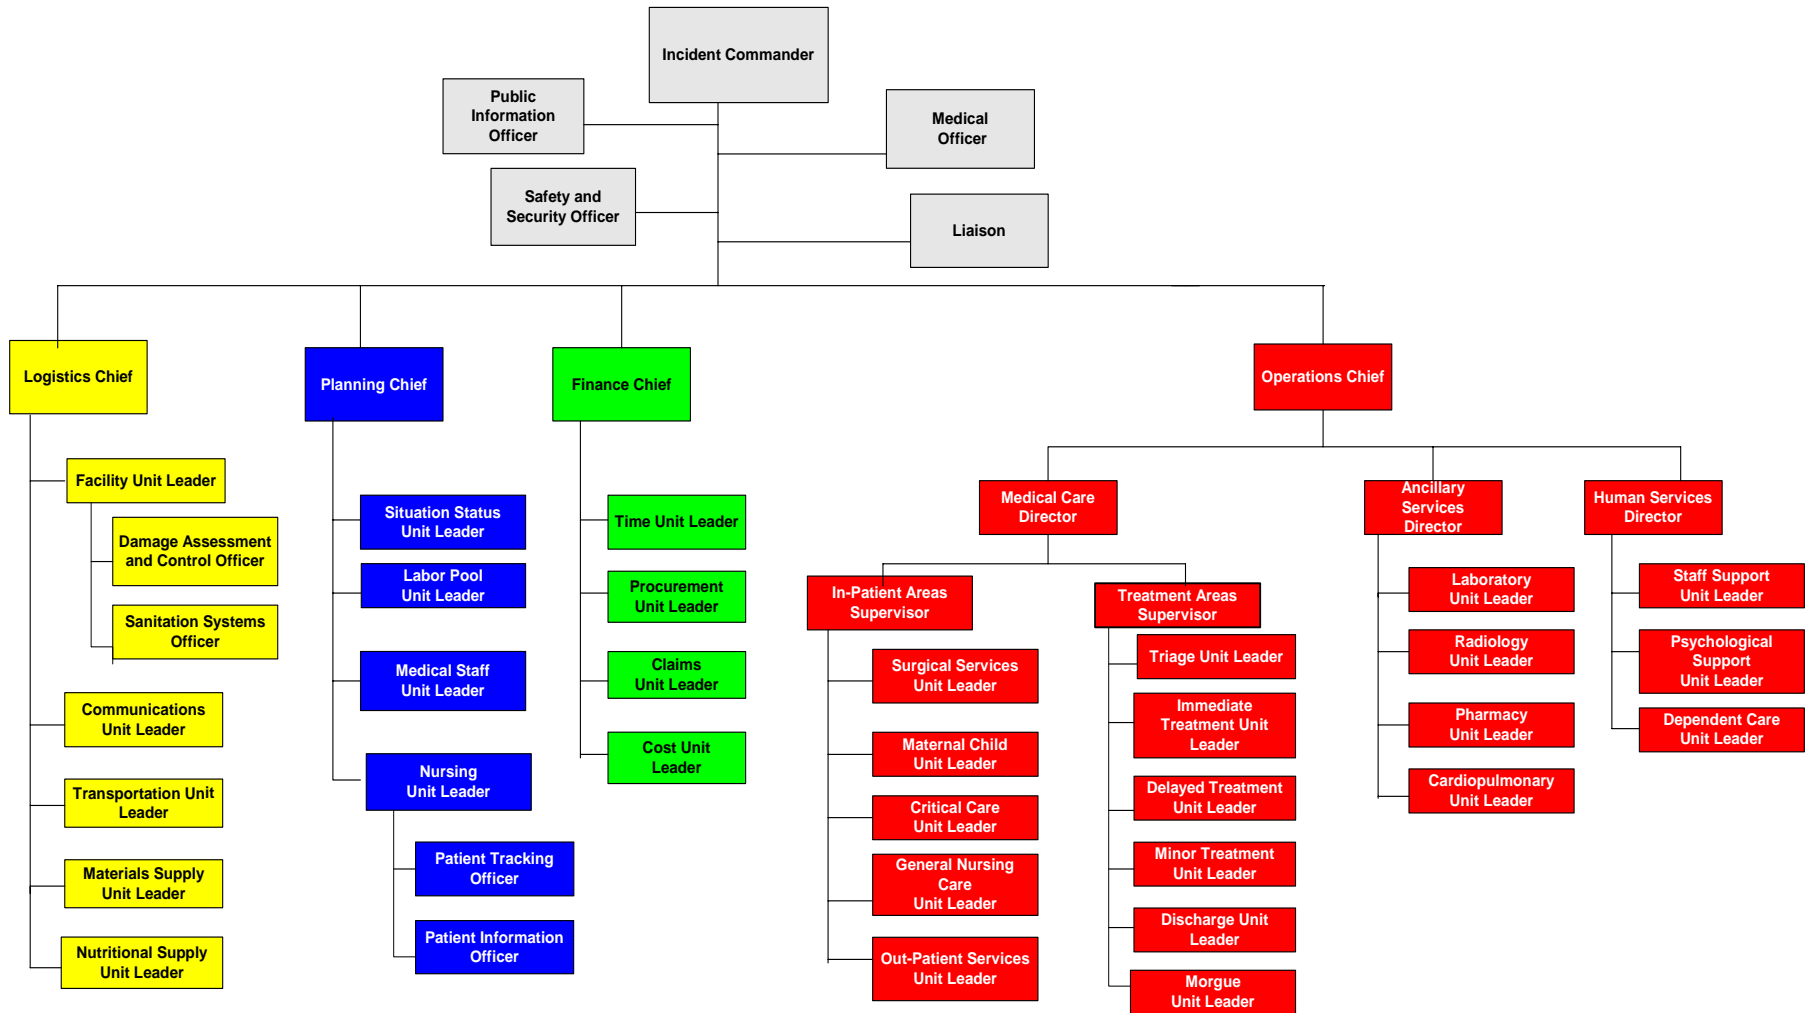 Incident Commander
Public
Information
Officer
Medical
Officer
Safety and
Security Officer
Liaison
Logistics Chief
Planning Chief
Finance Chief
Operations Chief
Facility Unit Leader
Damage Assessment
and Control Officer
Sanitation Systems
Officer
Communications
Unit Leader
Transportation Unit
Leader
Materials Supply
Unit Leader
Nutritional Supply
Unit Leader
Situation Status
Unit Leader
Labor Pool
Unit Leader
Medical Staff
Unit Leader
Nursing
Unit Leader
Patient Tracking
Officer
Patient Information
Officer
Time Unit Leader
Procurement
Unit Leader
Claims
Unit Leader
Cost Unit
Leader
Medical Care
Director
In-Patient Areas
Supervisor
Surgical Services
Unit Leader
Maternal Child
Unit Leader
Critical Care
Unit Leader
General Nursing
Care
Unit Leader
Out-Patient Services
Unit Leader
Treatment Areas
Supervisor
Triage Unit Leader
Immediate
Treatment Unit
Leader
Delayed Treatment
Unit Leader
Minor Treatment
Unit Leader
Discharge Unit
Leader
Morgue
Unit Leader
Ancillary
Services
Director
Laboratory
Unit Leader
Radiology
Unit Leader
Pharmacy
Unit Leader
Cardiopulmonary
Unit Leader
Human Services
Director
Staff Support
Unit Leader
Psychological
Support
Unit Leader
Dependent Care
Unit Leader